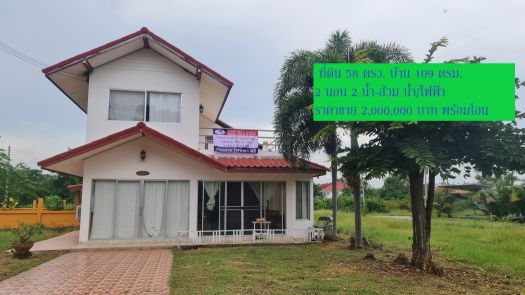 ที่ดิน 58 ตรว. บ้าน 109 ตรม.
2 นอน 2 น้ำ-ส้วม น้ำ/ไฟฟ้า
ราคาขาย 2,000,000 บาท พร้อมโอน